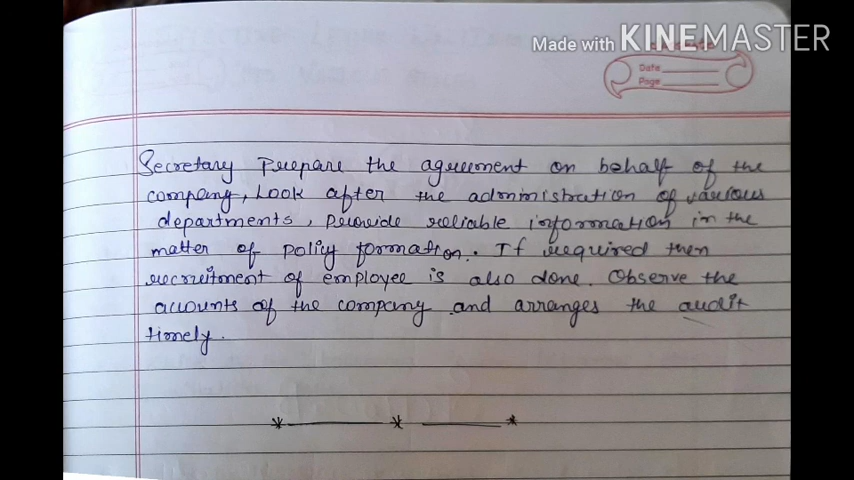 Made with KINEMASTER
Date
Page
Secretary Prepare the agreement on behalf of the
company, Look after the administration of various
departments, Provide reliable information in the
matter of policy formation. If required then
recruitment of employee is also done. Observe the
accounts of the company and arranges the audit
timely.